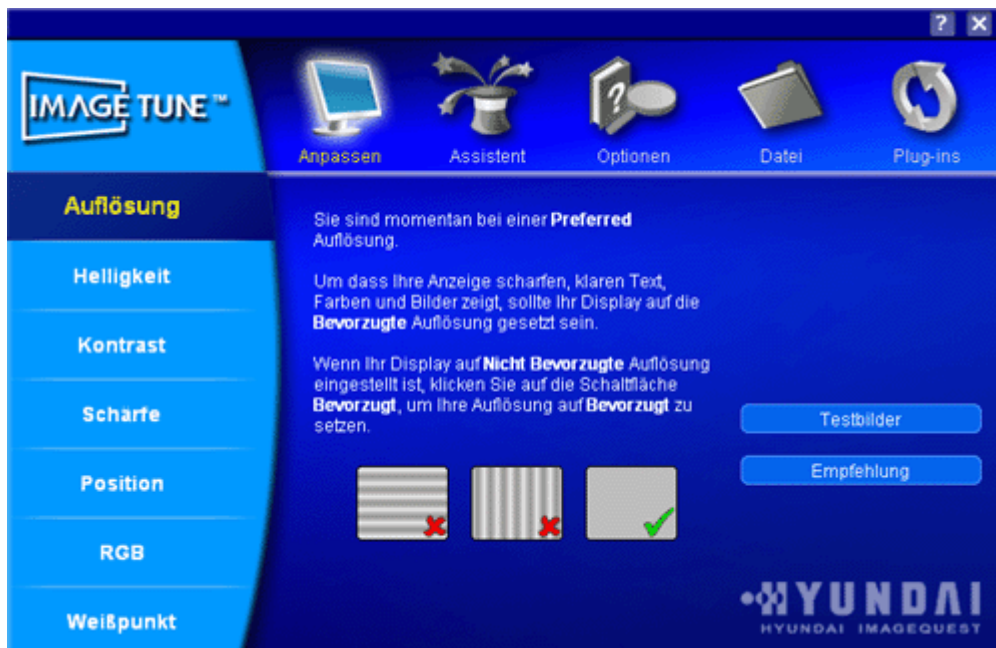 ? X
IMAGE TUNE™
Anpassen
Assistent
Optionen
Datei
Plug-ins
Auflösung
Helligkeit
Kontrast
Schärfe
Position
RGB
Weißpunkt
Sie sind momentan bei einer Preferred
Auflösung.
Um dass Ihre Anzeige scharfen, klaren Text,
Farben und Bilder zeigt, sollte Ihr Display auf die
Bevorzugte Auflösung gesetzt sein.
Wenn Ihr Display auf Nicht Bevorzugte Auflösung
eingestellt ist, klicken Sie auf die Schaltfläche
Bevorzugt, um Ihre Auflösung auf Bevorzugt zu
setzen.
Testbilder
Empfehlung
HYUNDAI
HYUNDAI IMAGEQUEST